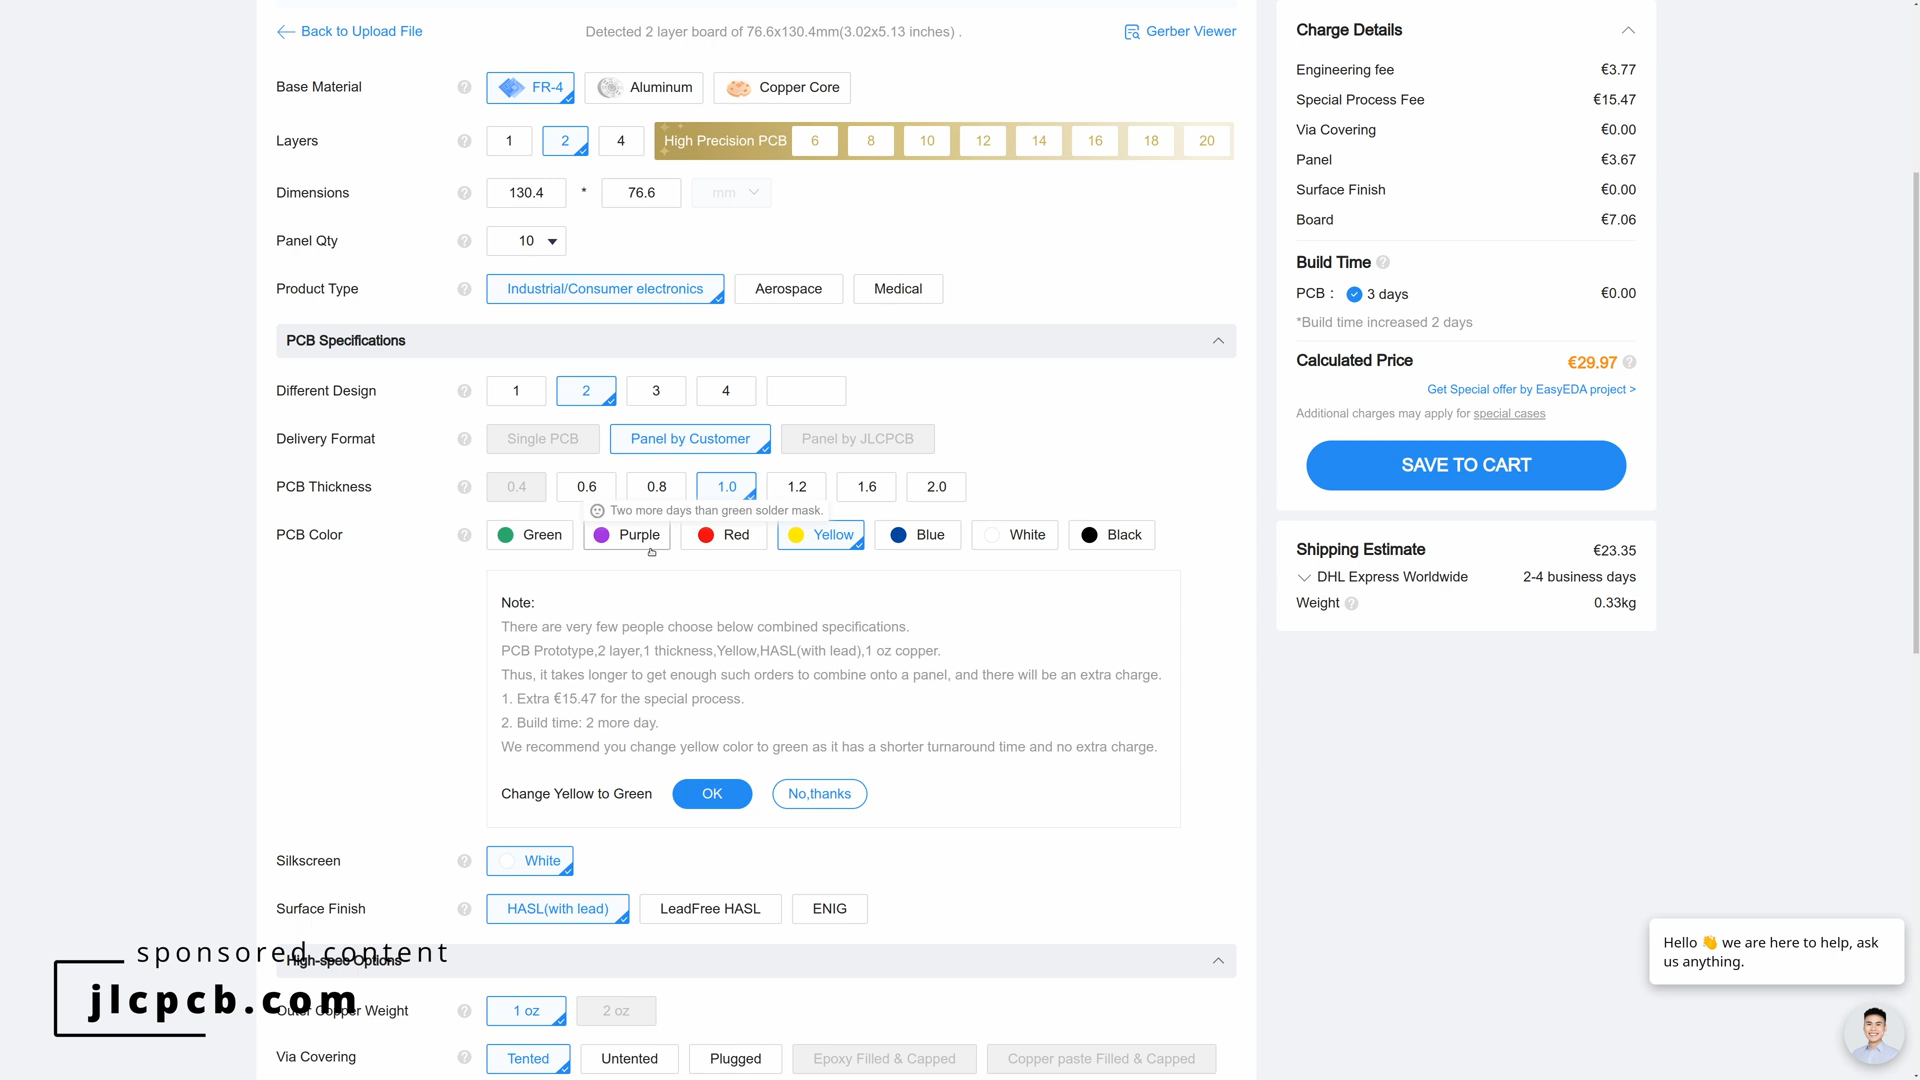 Back to Upload File
Detected 2 layer board of 76.6x130.4mm(3.02x5.13 inches) .
Gerber Viewer
Base Material ? FR-4 Aluminum Copper Core
Layers ? 1 2 4 High Precision PCB 6 8 10 12 14 16 18 20
Dimensions ? 130.4 * 76.6 mm
Panel Qty ? 10
Product Type ? Industrial/Consumer electronics Aerospace Medical
PCB Specifications
Different Design ? 1 2 3 4
Delivery Format ? Single PCB Panel by Customer Panel by JLCPCB
PCB Thickness ? 0.4 0.6 0.8 1.0 1.2 1.6 2.0
Two more days than green solder mask.
PCB Color ? Green Purple Red Yellow Blue White Black
Note:
There are very few people choose below combined specifications.
PCB Prototype,2 layer,1 thickness,Yellow,HASL(with lead),1 oz copper.
Thus, it takes longer to get enough such orders to combine onto a panel, and there will be an extra charge.
1. Extra €15.47 for the special process.
2. Build time: 2 more day.
We recommend you change yellow color to green as it has a shorter turnaround time and no extra charge.
Change Yellow to Green OK No,thanks
Silkscreen ? White
Surface Finish ? HASL(with lead) LeadFree HASL ENIG
High-spec Options
Outer Copper Weight ? 1 oz 2 oz
Via Covering ? Tented Untented Plugged Epoxy Filled & Capped Copper paste Filled & Capped
sponsored content
jlcpcb.com
Charge Details
Engineering fee €3.77
Special Process Fee €15.47
Via Covering €0.00
Panel €3.67
Surface Finish €0.00
Board €7.06
Build Time ?
PCB : 3 days €0.00
*Build time increased 2 days
Calculated Price €29.97 ?
Get Special offer by EasyEDA project >
Additional charges may apply for special cases
SAVE TO CART
Shipping Estimate €23.35
DHL Express Worldwide 2-4 business days
Weight ? 0.33kg
Hello 👋 we are here to help, ask
us anything.